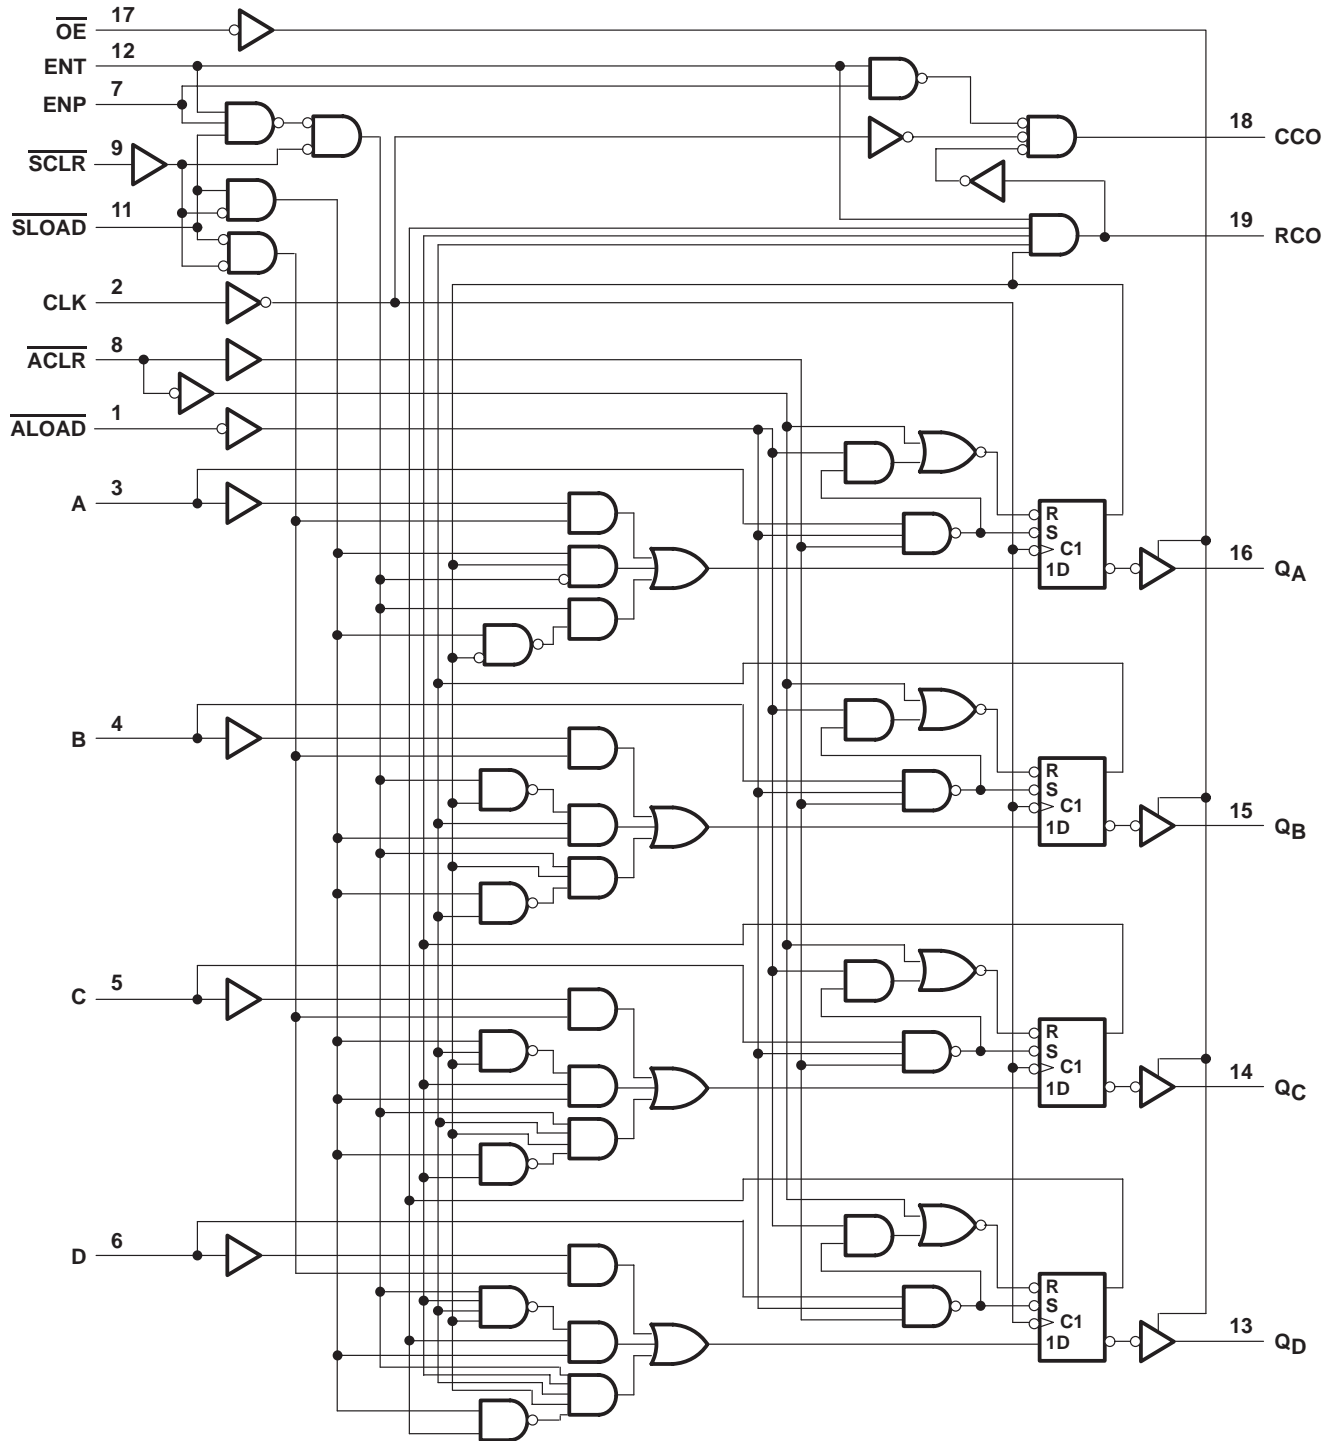 OE 17
ENT 12
ENP 7
SCLR 9
SLOAD 11
CLK 2
ACLR 8
ALOAD 1
18 CCO
19 RCO
A 3
R
S
C1
1D
16 QA
B 4
R
S
C1
1D
15 QB
C 5
R
S
C1
1D
14 QC
D 6
R
S
C1
1D
13 QD